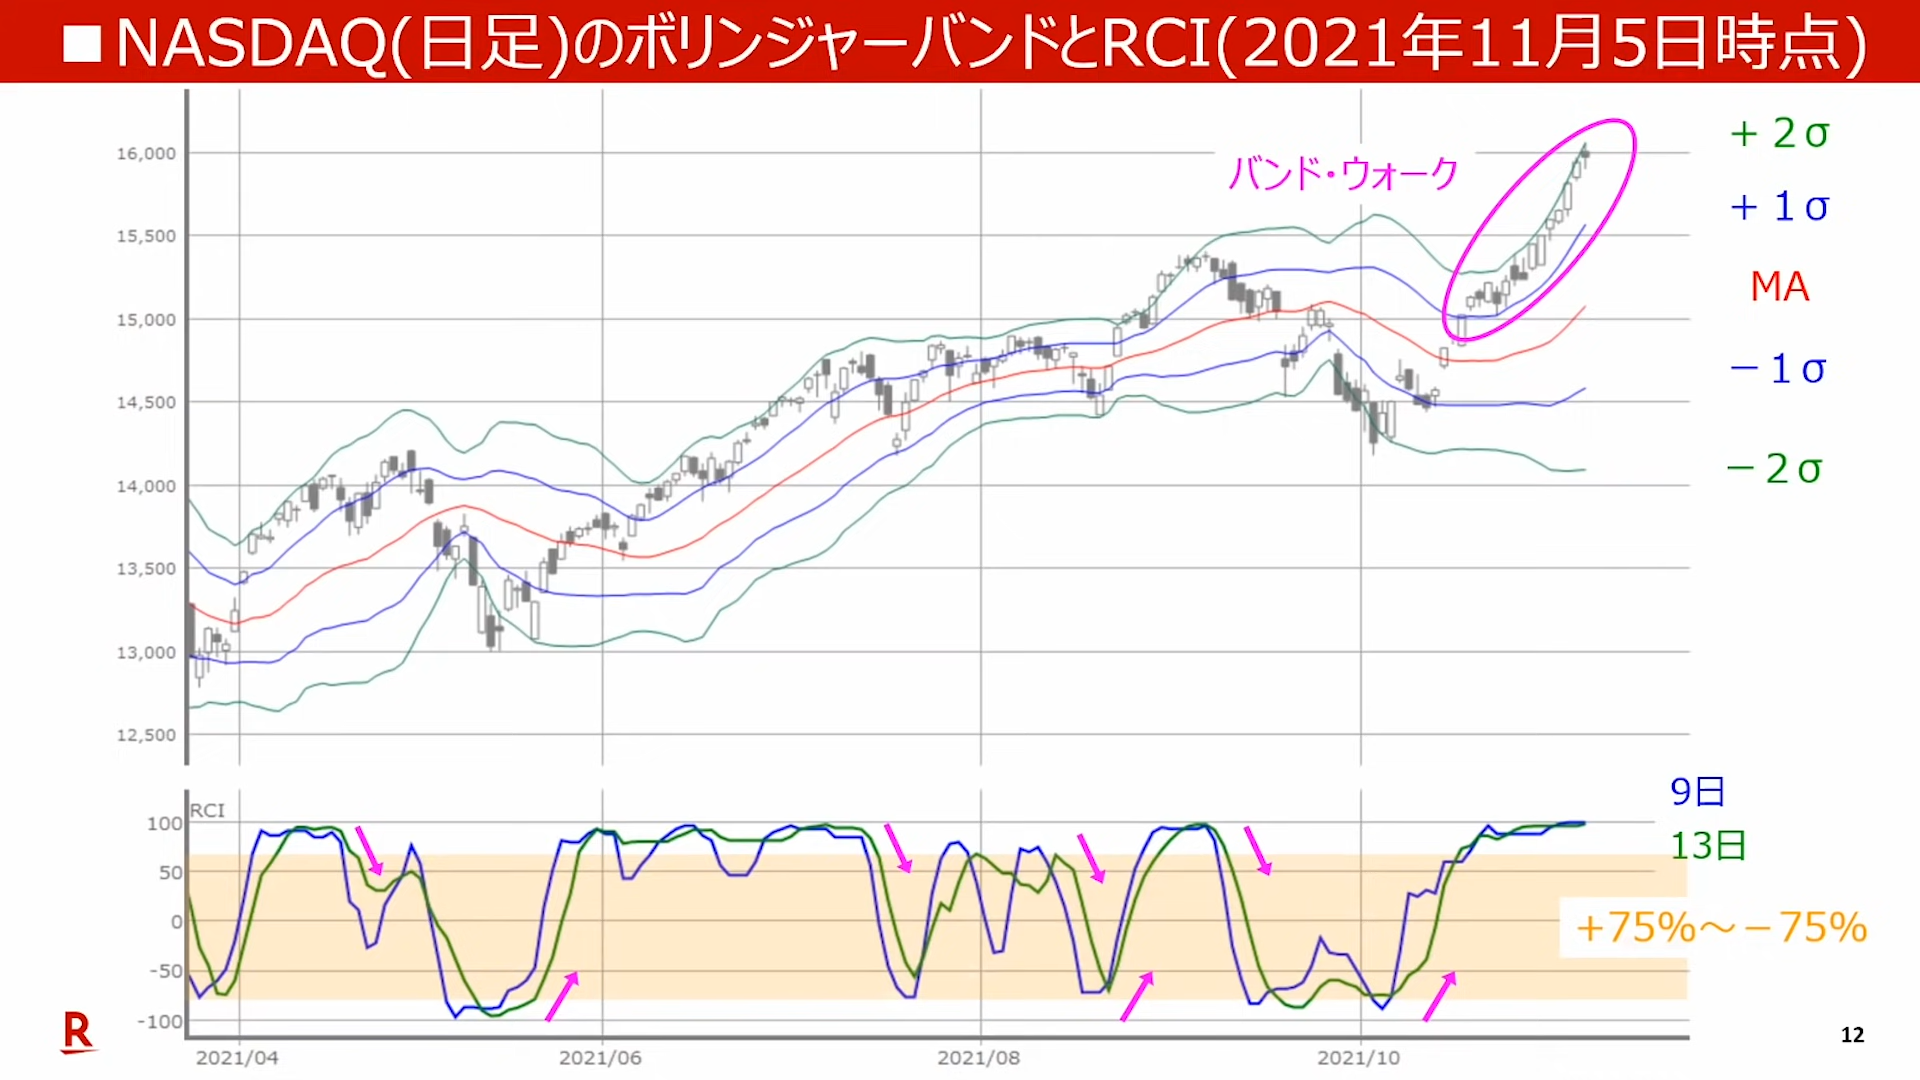 ■NASDAQ(日足)のボリンジャーバンドとRCI(2021年11月5日時点)
16,000
15,500
15,000
14,500
14,000
13,500
13,000
12,500
バンド・ウォーク
+2σ
+1σ
MA
−1σ
−2σ
RCI
100
50
0
-50
-100
9日
13日
+75%～−75%
2021/04
2021/06
2021/08
2021/10
R
12